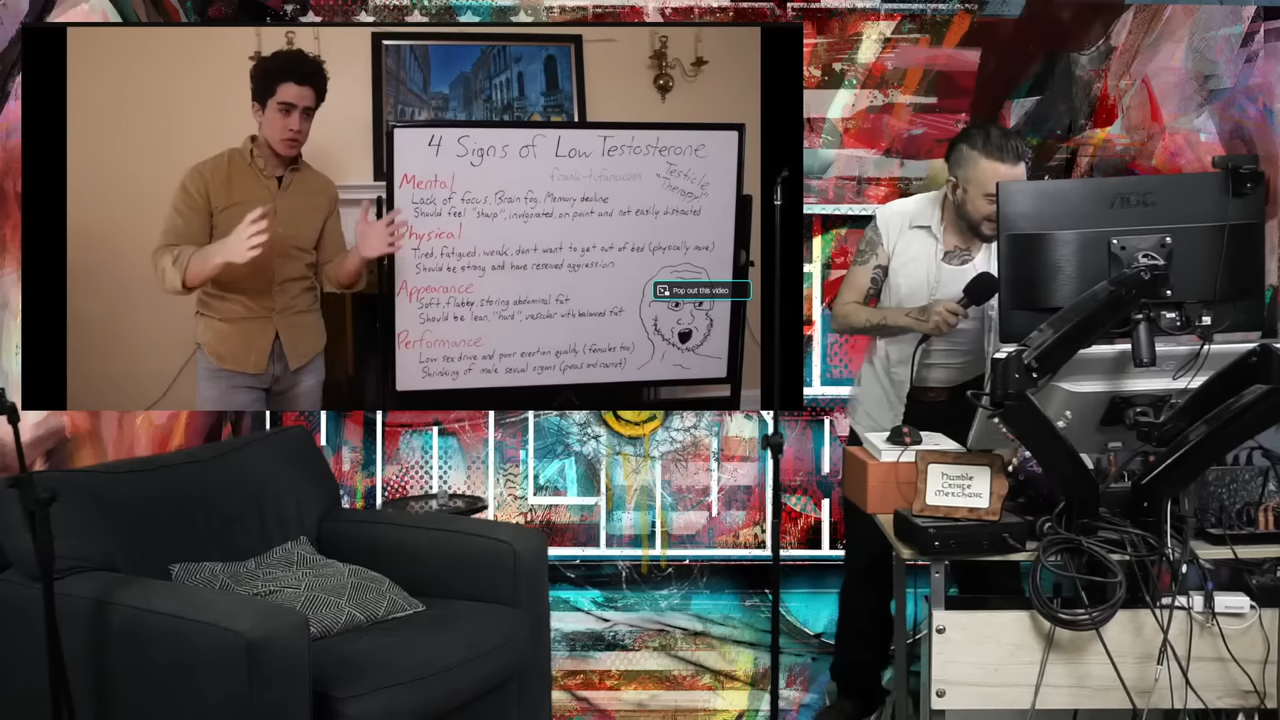 4 Signs of Low Testosterone
frank-tufano.com
"Testicle
Therapy"
Mental
Lack of focus, Brain fog, Memory decline
Should feel "sharp", invigorated, on point and not easily distracted
Physical
Tired, fatigued, weak, don't want to get out of bed (physically move)
Should be strong and have reserved aggression
Appearance
Soft, flabby, storing abdominal fat
Should be lean, "hard", vascular with balanced fat
Performance
Low sex drive and poor erection quality (females too)
Shrinking of male sexual organs (penis and
Pop out this video
AOC
Humble
Cringe
Merchant